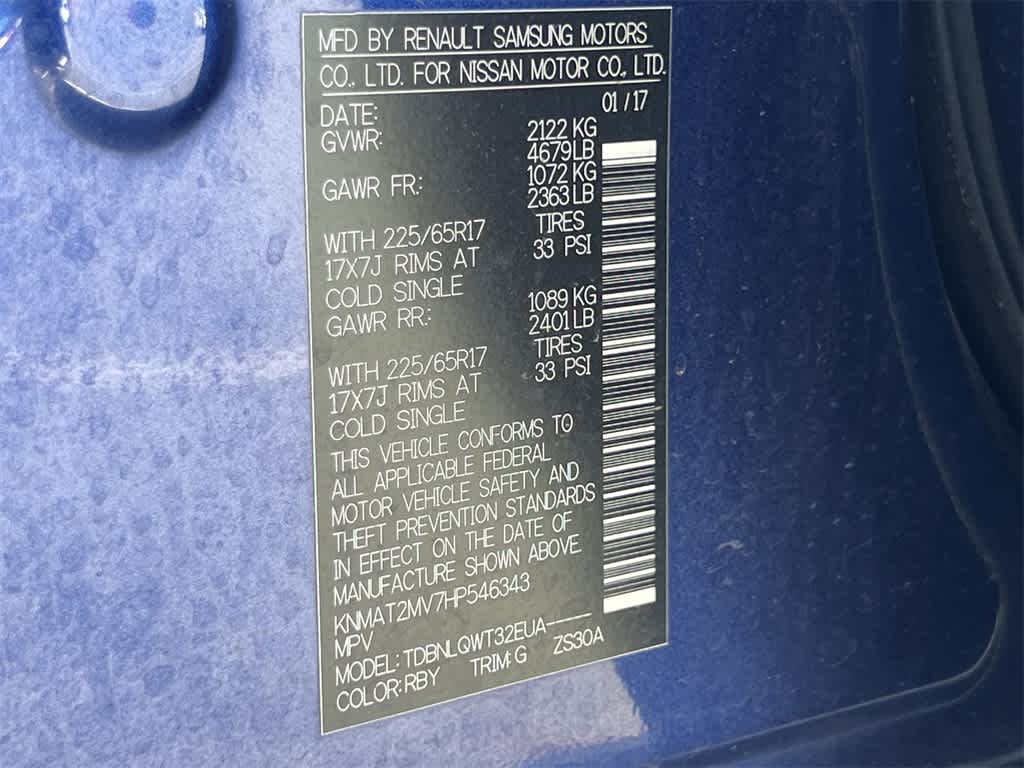 MFD BY RENAULT SAMSUNG MOTORS
CO., LTD. FOR NISSAN MOTOR CO., LTD.
DATE: 01/17
GVWR: 2122 KG
4679 LB
GAWR FR: 1072 KG
2363 LB
WITH 225/65R17 TIRES
17X7J RIMS AT 33 PSI
COLD SINGLE
GAWR RR: 1089 KG
2401 LB
WITH 225/65R17 TIRES
17X7J RIMS AT 33 PSI
COLD SINGLE
THIS VEHICLE CONFORMS TO
ALL APPLICABLE FEDERAL
MOTOR VEHICLE SAFETY AND
THEFT PREVENTION STANDARDS
IN EFFECT ON THE DATE OF
MANUFACTURE SHOWN ABOVE.
KNMAT2MV7HP546343
MPV
MODEL: TDBNLQWT32EUA-----
COLOR: RBY TRIM: G ZS30A